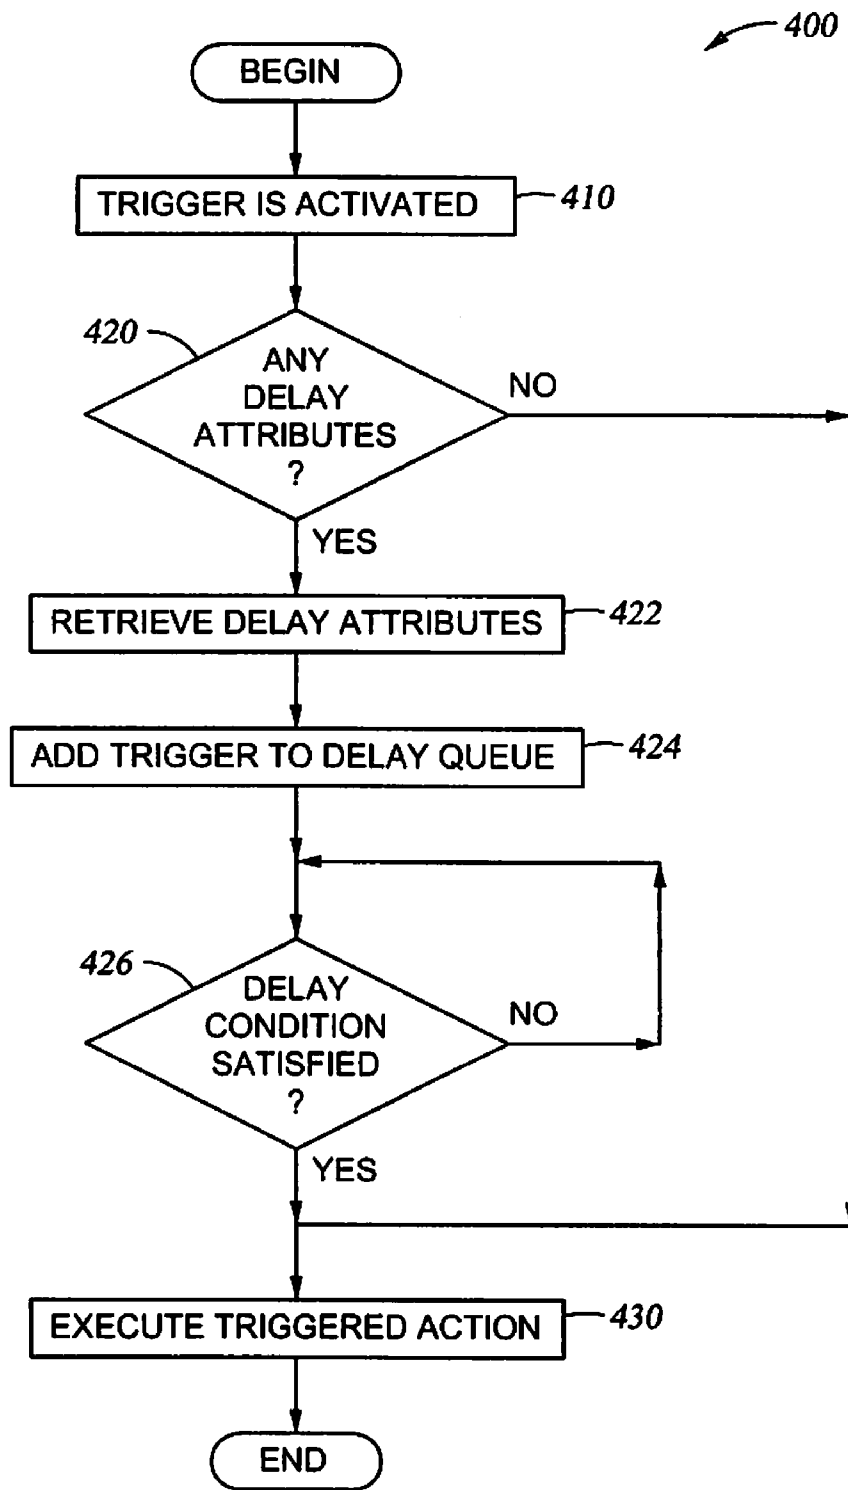 400
BEGIN
TRIGGER IS ACTIVATED
410
420
ANY
DELAY
ATTRIBUTES
?
NO
YES
RETRIEVE DELAY ATTRIBUTES
422
ADD TRIGGER TO DELAY QUEUE
424
426
DELAY
CONDITION
SATISFIED
?
NO
YES
EXECUTE TRIGGERED ACTION
430
END